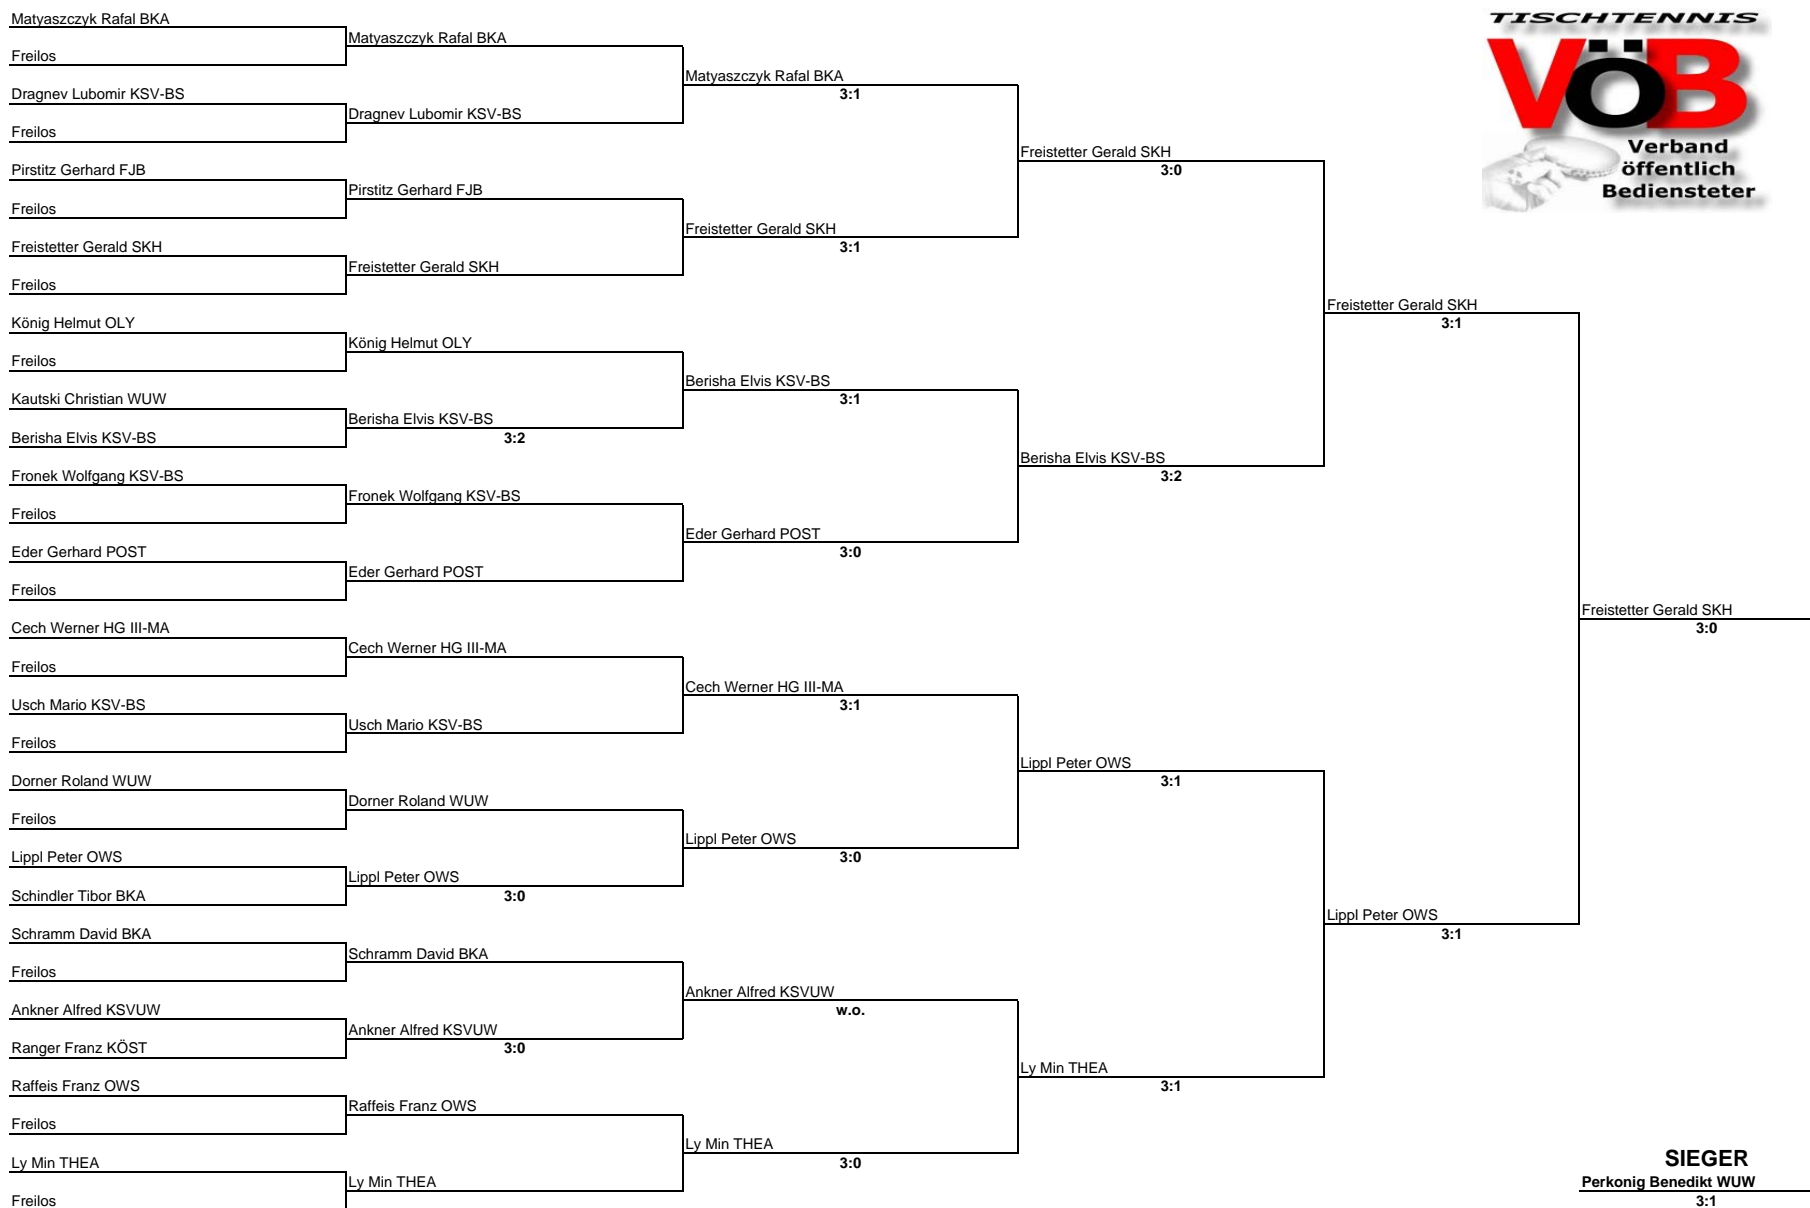 TISCHTENNIS
VöB
Verband
öffentlich
Bediensteter
Matyaszczyk Rafal BKA
Freilos
Dragnev Lubomir KSV-BS
Freilos
Pirstitz Gerhard FJB
Freilos
Freistetter Gerald SKH
Freilos
König Helmut OLY
Freilos
Kautski Christian WUW
Berisha Elvis KSV-BS
Fronek Wolfgang KSV-BS
Freilos
Eder Gerhard POST
Freilos
Cech Werner HG III-MA
Freilos
Usch Mario KSV-BS
Freilos
Dorner Roland WUW
Freilos
Lippl Peter OWS
Schindler Tibor BKA
Schramm David BKA
Freilos
Ankner Alfred KSVUW
Ranger Franz KÖST
Raffeis Franz OWS
Freilos
Ly Min THEA
Freilos
Matyaszczyk Rafal BKA
Dragnev Lubomir KSV-BS
Pirstitz Gerhard FJB
Freistetter Gerald SKH
König Helmut OLY
Berisha Elvis KSV-BS
3:2
Fronek Wolfgang KSV-BS
Eder Gerhard POST
Cech Werner HG III-MA
Usch Mario KSV-BS
Dorner Roland WUW
Lippl Peter OWS
3:0
Schramm David BKA
Ankner Alfred KSVUW
3:0
Raffeis Franz OWS
Ly Min THEA
Matyaszczyk Rafal BKA
3:1
Freistetter Gerald SKH
3:1
Berisha Elvis KSV-BS
3:1
Eder Gerhard POST
3:0
Cech Werner HG III-MA
3:1
Lippl Peter OWS
3:0
Ankner Alfred KSVUW
w.o.
Ly Min THEA
3:0
Freistetter Gerald SKH
3:0
Berisha Elvis KSV-BS
3:2
Lippl Peter OWS
3:1
Ly Min THEA
3:1
Freistetter Gerald SKH
3:1
Lippl Peter OWS
3:1
Freistetter Gerald SKH
3:0
SIEGER
Perkonig Benedikt WUW
3:1